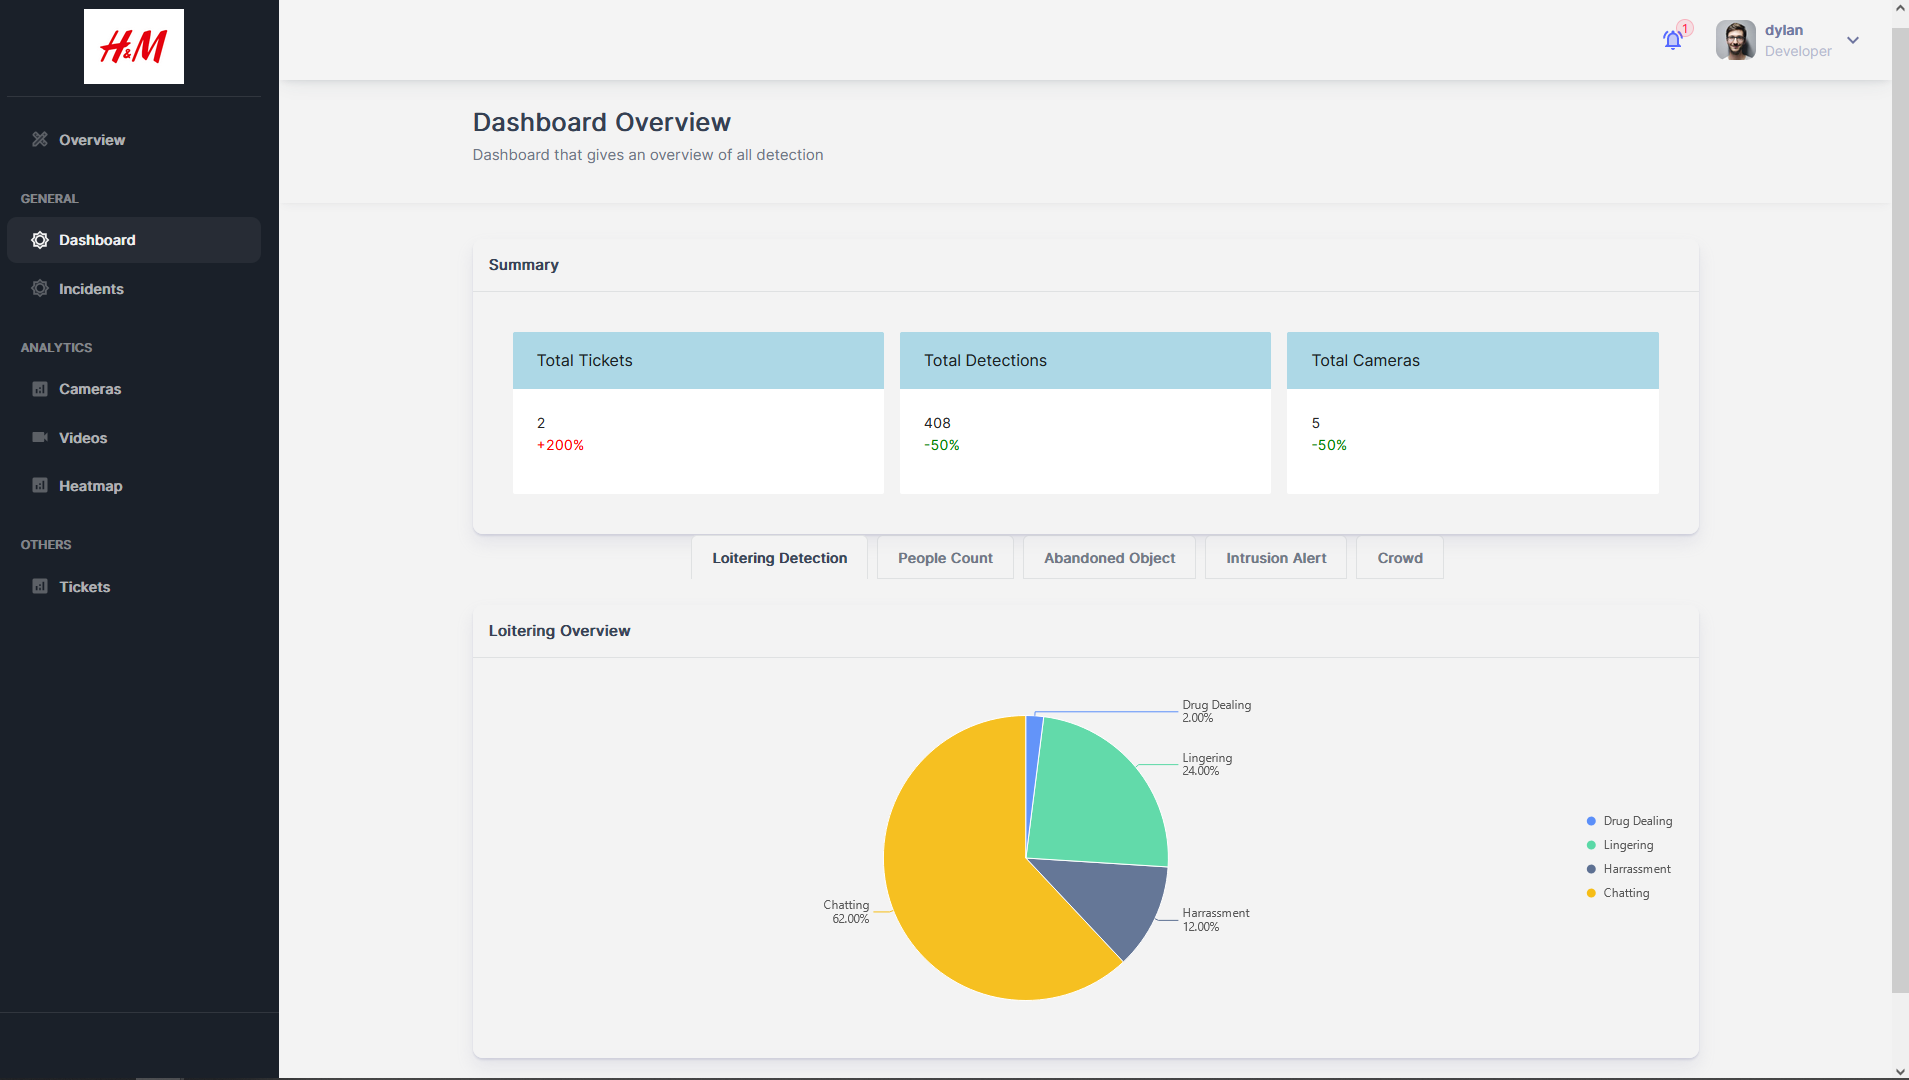 H&M
1
dylan
Developer
Overview
GENERAL
Dashboard
Incidents
ANALYTICS
Cameras
Videos
Heatmap
OTHERS
Tickets
Dashboard Overview
Dashboard that gives an overview of all detection
Summary
Total Tickets
2
+200%
Total Detections
408
-50%
Total Cameras
5
-50%
Loitering Detection
People Count
Abandoned Object
Intrusion Alert
Crowd
Loitering Overview
Drug Dealing
2.00%
Lingering
24.00%
Harrassment
12.00%
Chatting
62.00%
Drug Dealing
Lingering
Harrassment
Chatting